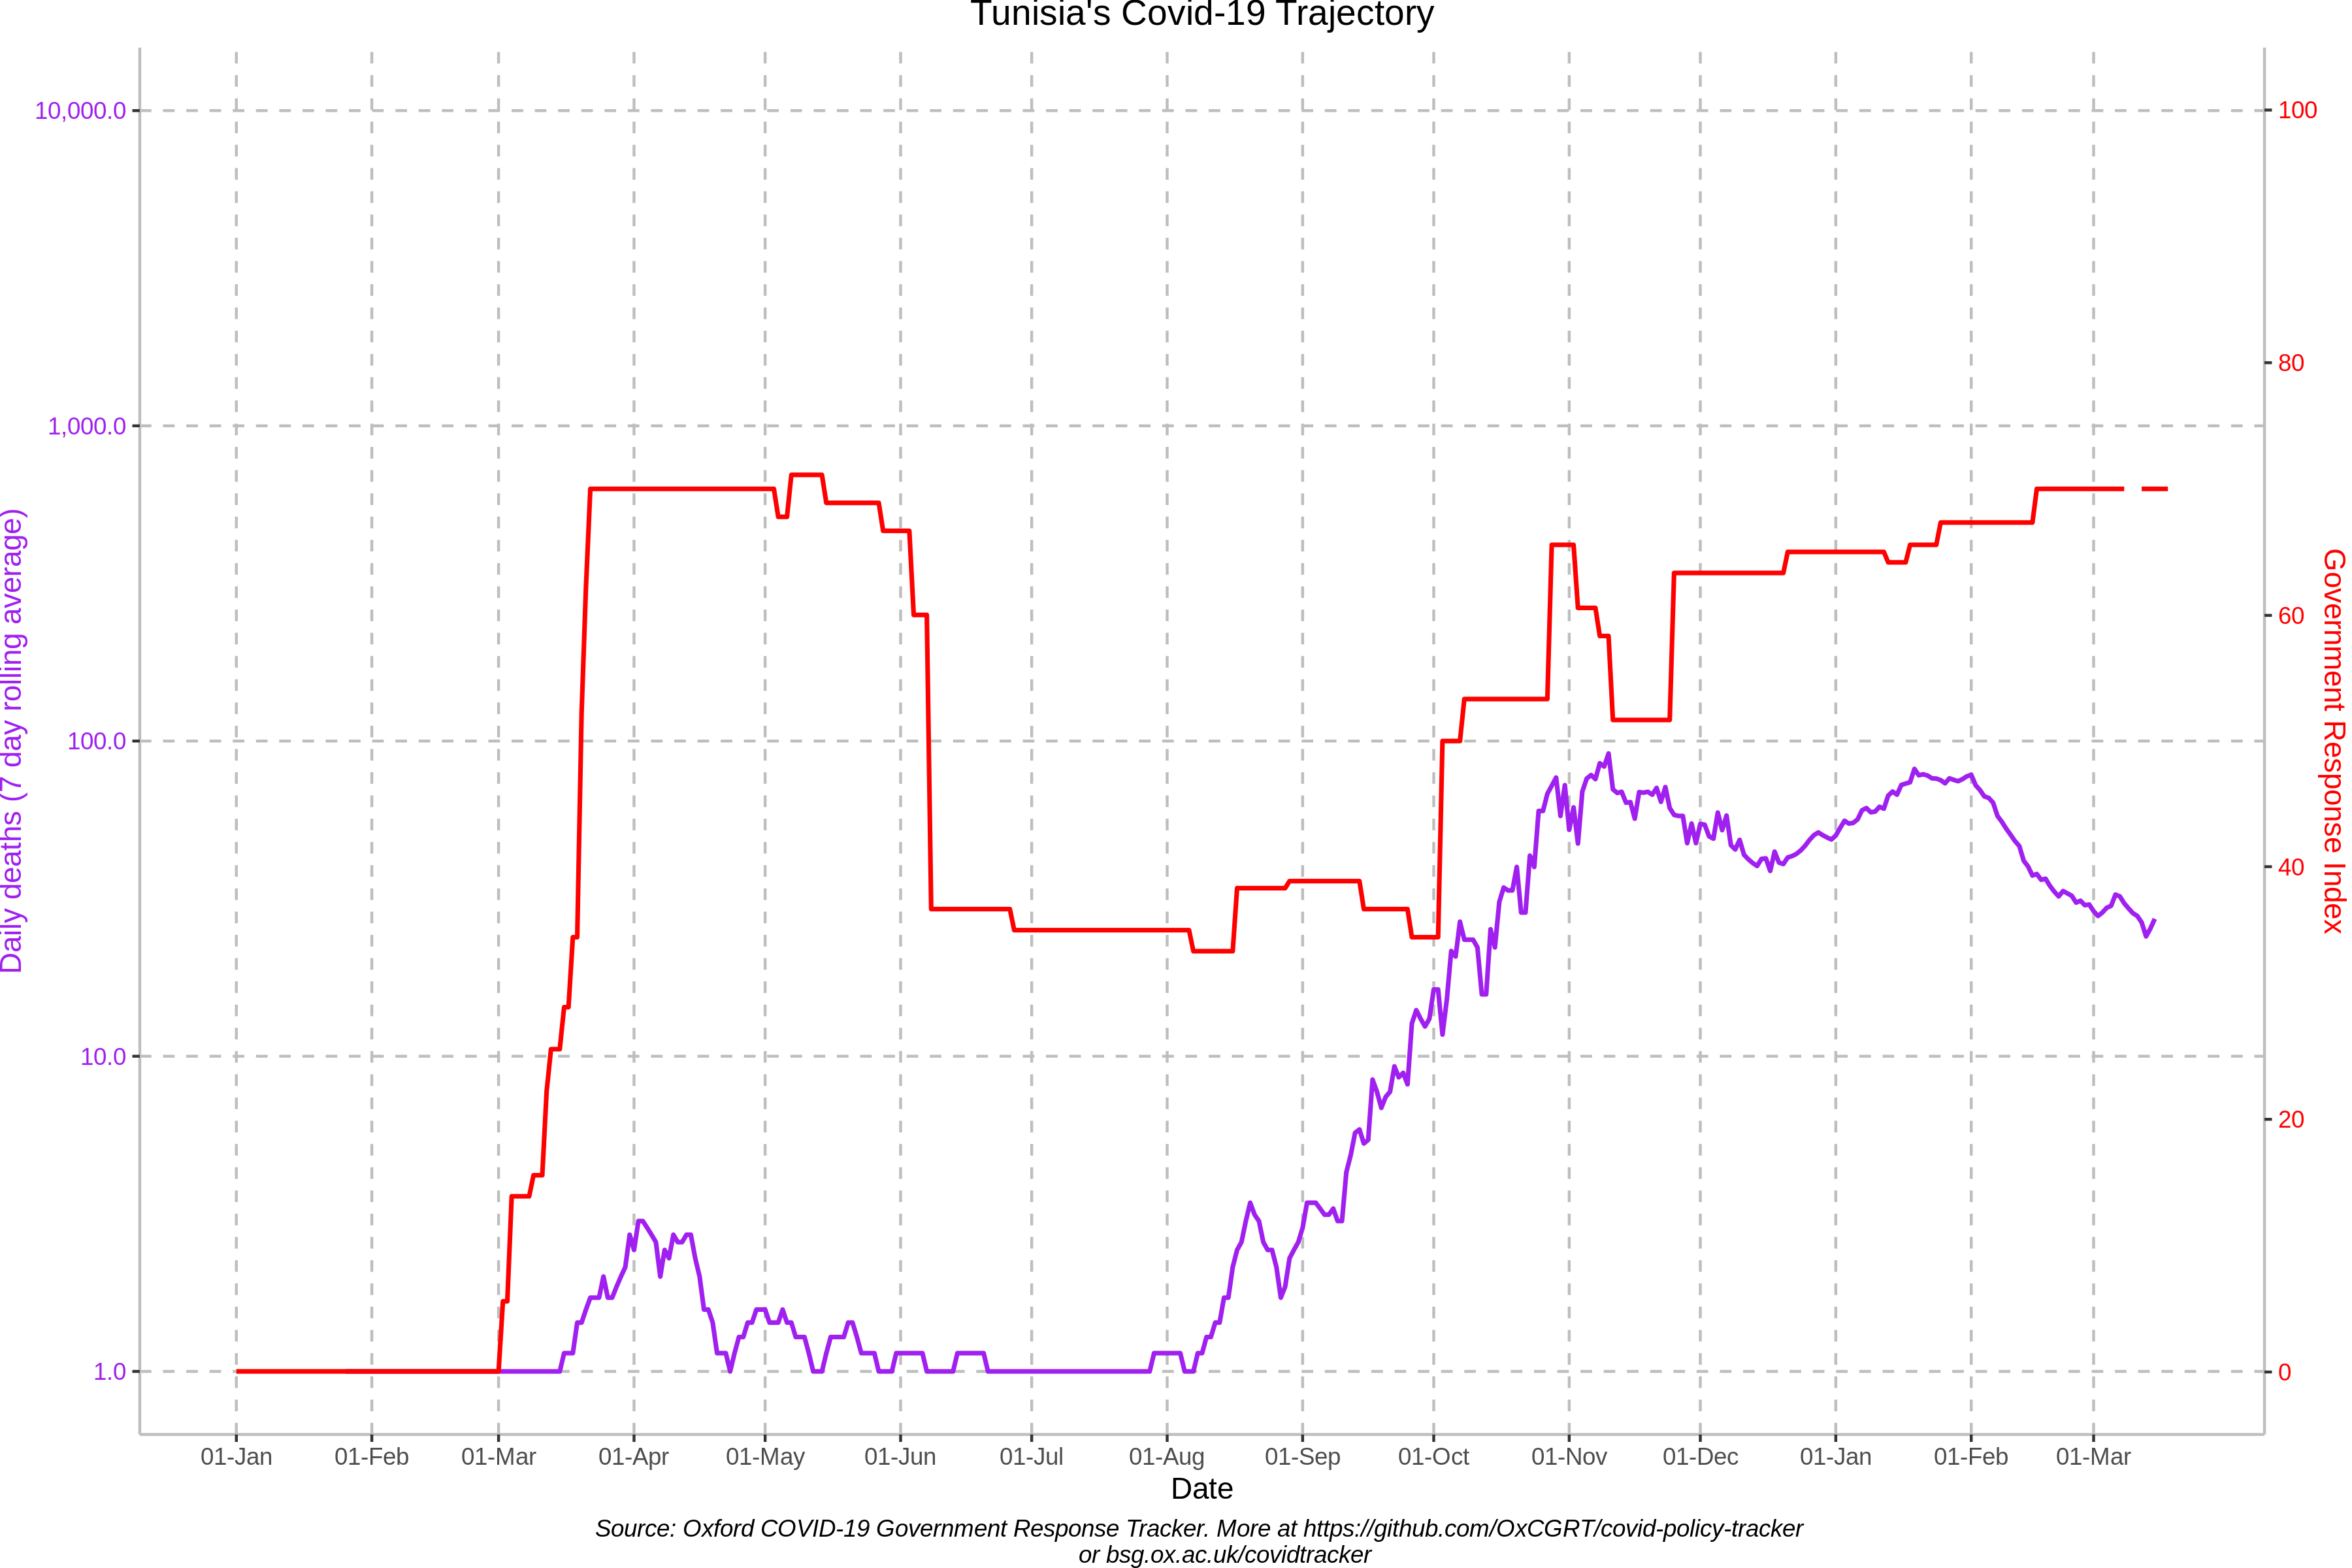 Tunisia's Covid-19 Trajectory
10,000.0
1,000.0
100.0
10.0
1.0
Daily deaths (7 day rolling average)
100
80
60
40
20
0
Government Response Index
01-Jan 01-Feb 01-Mar 01-Apr 01-May 01-Jun 01-Jul 01-Aug 01-Sep 01-Oct 01-Nov 01-Dec 01-Jan 01-Feb 01-Mar
Date
Source: Oxford COVID-19 Government Response Tracker. More at https://github.com/OxCGRT/covid-policy-tracker
or bsg.ox.ac.uk/covidtracker